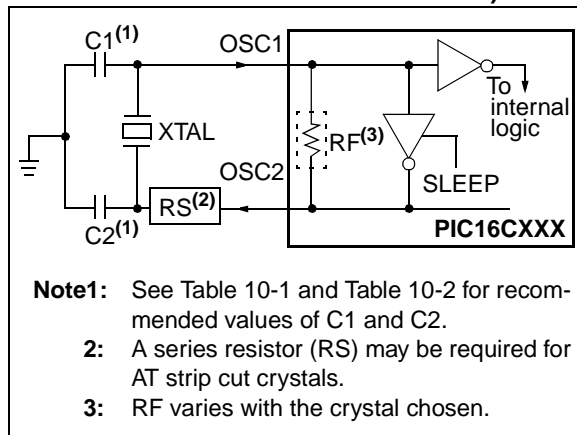 C1(1)
OSC1
To
internal
logic
XTAL
RF(3)
OSC2
SLEEP
RS(2)
C2(1)
PIC16CXXX
Note1: See Table 10-1 and Table 10-2 for recom-
mended values of C1 and C2.
2: A series resistor (RS) may be required for
AT strip cut crystals.
3: RF varies with the crystal chosen.